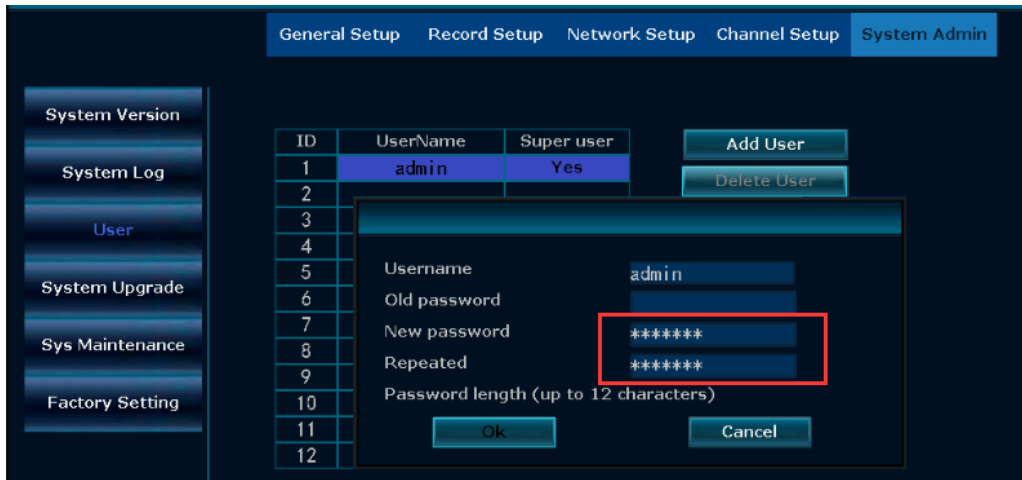 General Setup Record Setup Network Setup Channel Setup System Admin
System Version
System Log
User
System Upgrade
Sys Maintenance
Factory Setting
ID UserName Super user
1 admin Yes
2
3
4
5
6
7
8
9
10
11
12
Add User
Delete User
Username admin
Old password
New password *******
Repeated *******
Password length (up to 12 characters)
Ok Cancel